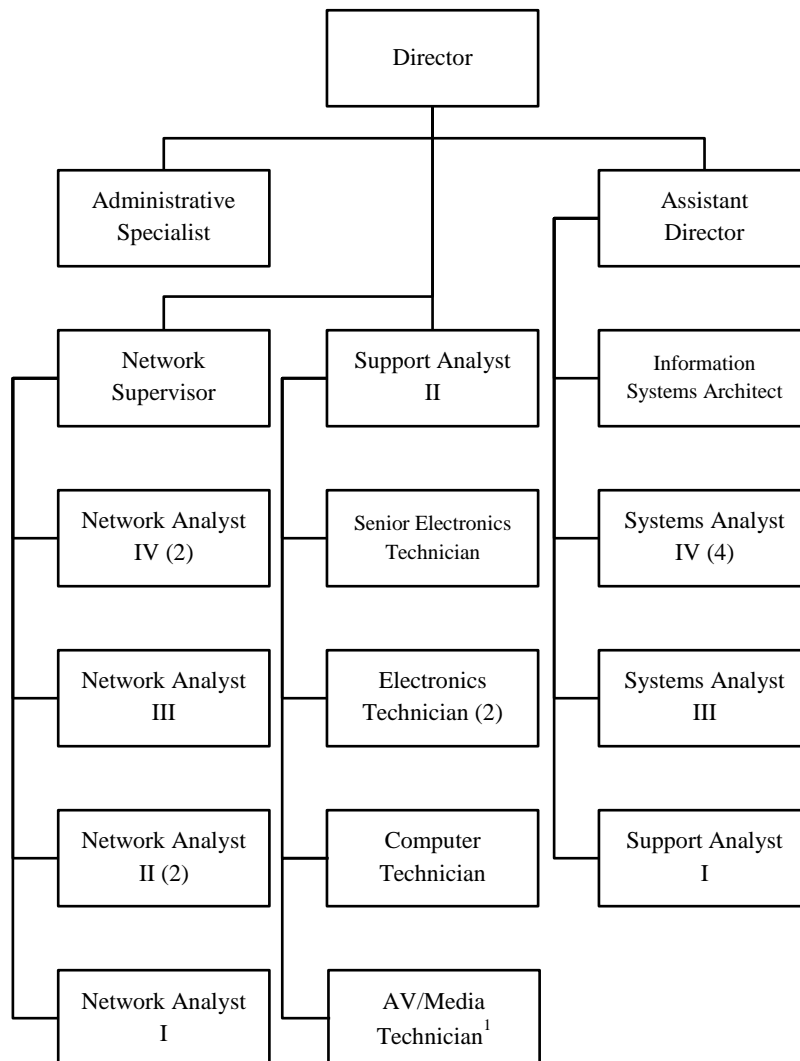 Director
Administrative
Specialist
Assistant
Director
Network
Supervisor
Support Analyst
II
Information
Systems Architect
Network Analyst
IV (2)
Senior Electronics
Technician
Systems Analyst
IV (4)
Network Analyst
III
Electronics
Technician (2)
Systems Analyst
III
Network Analyst
II (2)
Computer
Technician
Support Analyst
I
Network Analyst
I
AV/Media
Technician¹